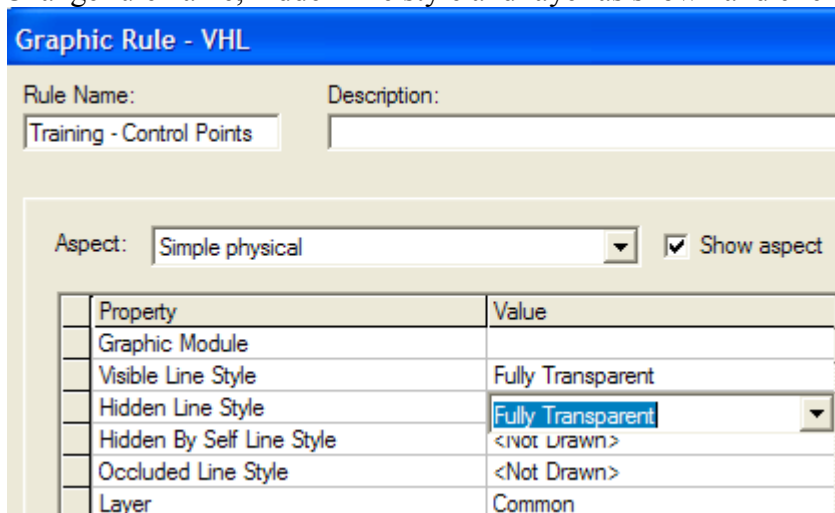 Graphic Rule - VHL
Rule Name: Description:
Training - Control Points
Aspect: Simple physical Show aspect
Property Value
Graphic Module
Visible Line Style Fully Transparent
Hidden Line Style Fully Transparent
Hidden By Self Line Style <Not Drawn>
Occluded Line Style <Not Drawn>
Layer Common